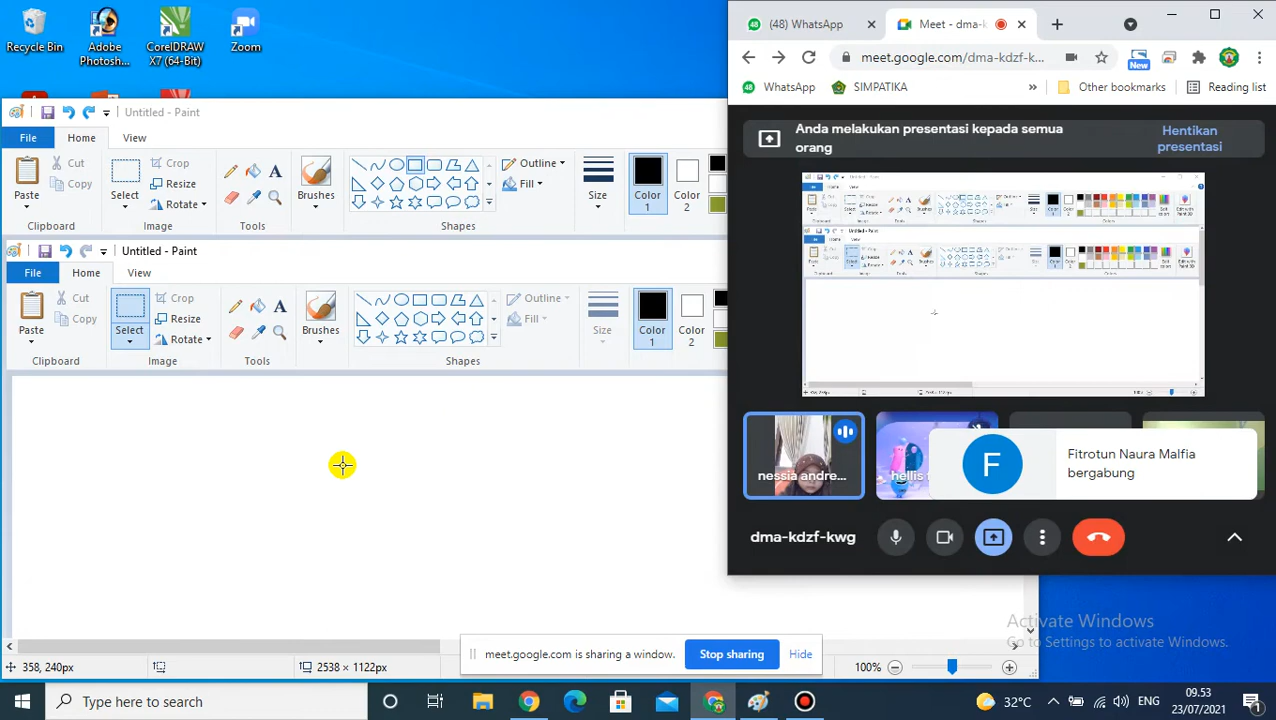 Recycle Bin
Adobe Photosh...
CorelDRAW X7 (64-Bit)
Zoom
Untitled - Paint
File
Home
View
Paste
Cut
Copy
Clipboard
Select
Crop
Resize
Rotate
Image
Tools
Brushes
Shapes
Outline
Fill
Size
Color 1
Color 2
Untitled - Paint
File
Home
View
Paste
Cut
Copy
Clipboard
Select
Crop
Resize
Rotate
Image
Tools
Brushes
Shapes
Outline
Fill
Size
Color 1
Color 2
358, 240px
2538 × 1122px
100%
(48) WhatsApp
Meet - dma-k
meet.google.com/dma-kdzf-k...
New
48
WhatsApp
SIMPATIKA
Other bookmarks
Reading list
Anda melakukan presentasi kepada semua
orang
Hentikan
presentasi
nessia andre...
hellis
F
Fitrotun Naura Malfia
bergabung
dma-kdzf-kwg
Activate Windows
Go to Settings to activate Windows.
meet.google.com is sharing a window.
Stop sharing
Hide
Type here to search
32°C
ENG
09.53
23/07/2021
1